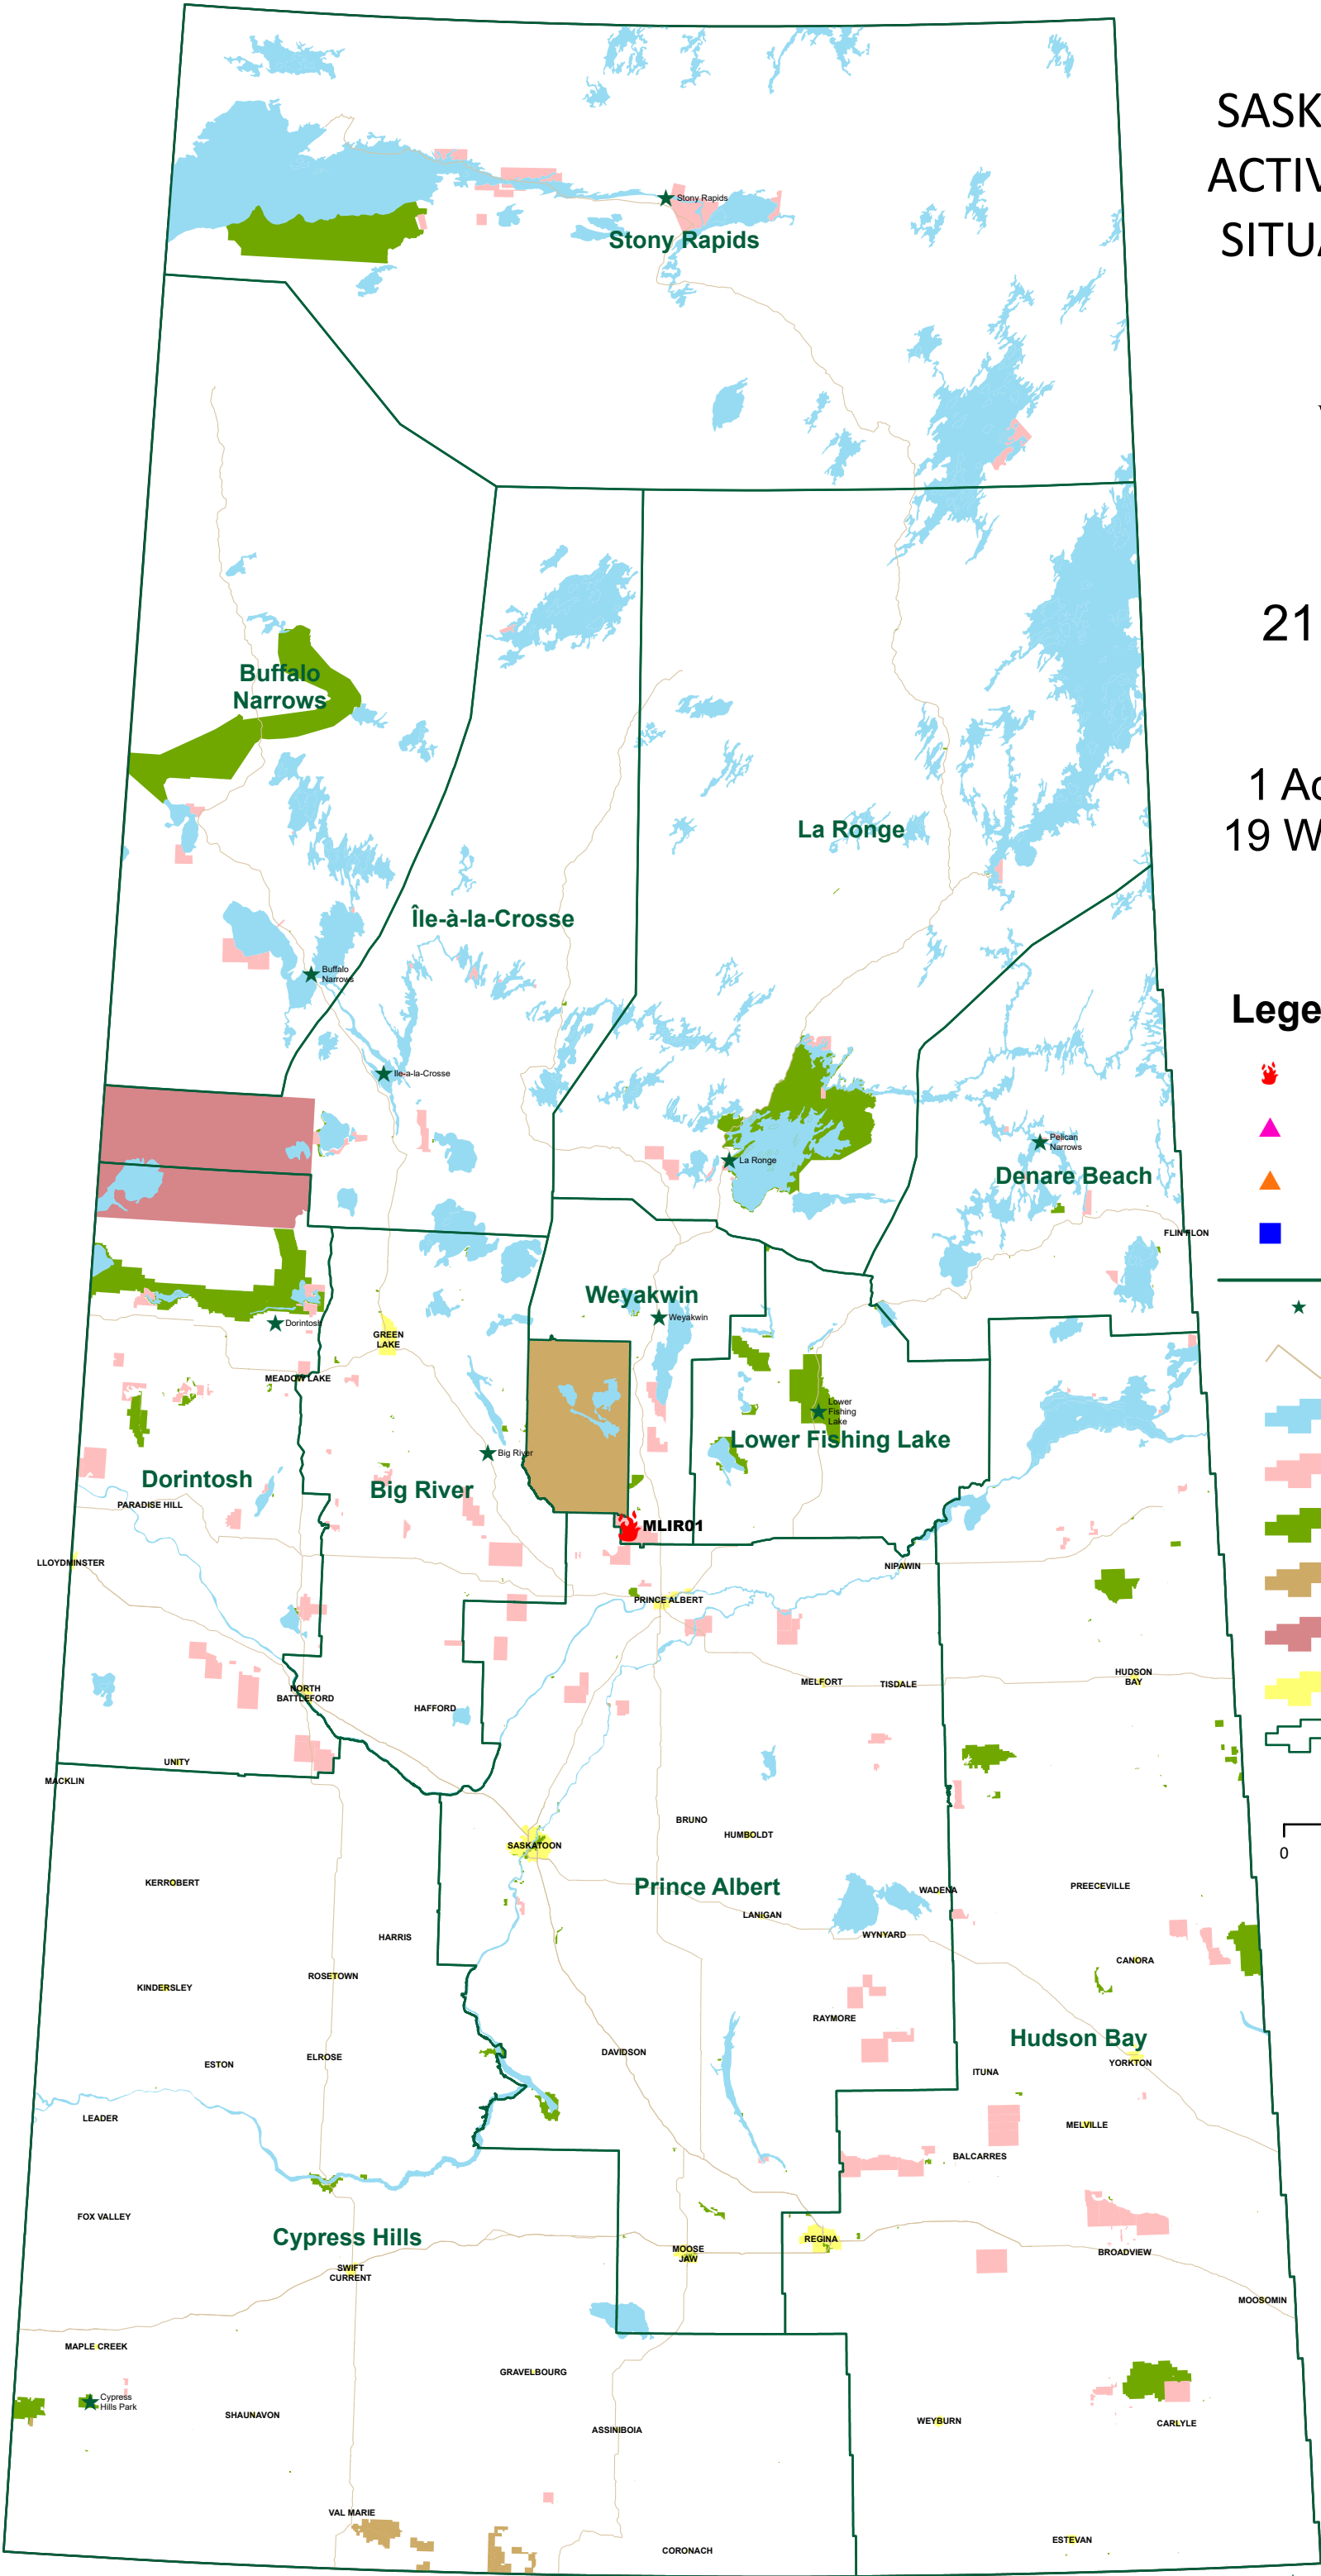 SASK
ACTIV
SITUA
Stony Rapids
Stony Rapids
21
Buffalo
Narrows
1 Ac
19 W
La Ronge
Île-à-la-Crosse
Buffalo
Narrows
Lege
Ile-a-la-Crosse
Pelican
Narrows
La Ronge
Denare Beach
FLIN FLON
Weyakwin
Weyakwin
Dorintosh
GREEN
LAKE
MEADOW LAKE
Lower
Fishing
Lake
Lower Fishing Lake
Big River
Dorintosh
Big River
PARADISE HILL
MLIR01
LLOYDMINSTER
NIPAWIN
PRINCE ALBERT
HUDSON
BAY
MELFORT
TISDALE
NORTH
BATTLEFORD
HAFFORD
UNITY
MACKLIN
BRUNO
HUMBOLDT
SASKATOON
0
KERROBERT
Prince Albert
PREECEVILLE
WADENA
LANIGAN
HARRIS
WYNYARD
CANORA
ROSETOWN
KINDERSLEY
RAYMORE
Hudson Bay
DAVIDSON
ELROSE
YORKTON
ESTON
ITUNA
LEADER
MELVILLE
BALCARRES
FOX VALLEY
Cypress Hills
REGINA
MOOSE
JAW
BROADVIEW
SWIFT
CURRENT
MOOSOMIN
MAPLE CREEK
GRAVELBOURG
Cypress
Hills Park
SHAUNAVON
WEYBURN
CARLYLE
ASSINIBOIA
VAL MARIE
ESTEVAN
CORONACH